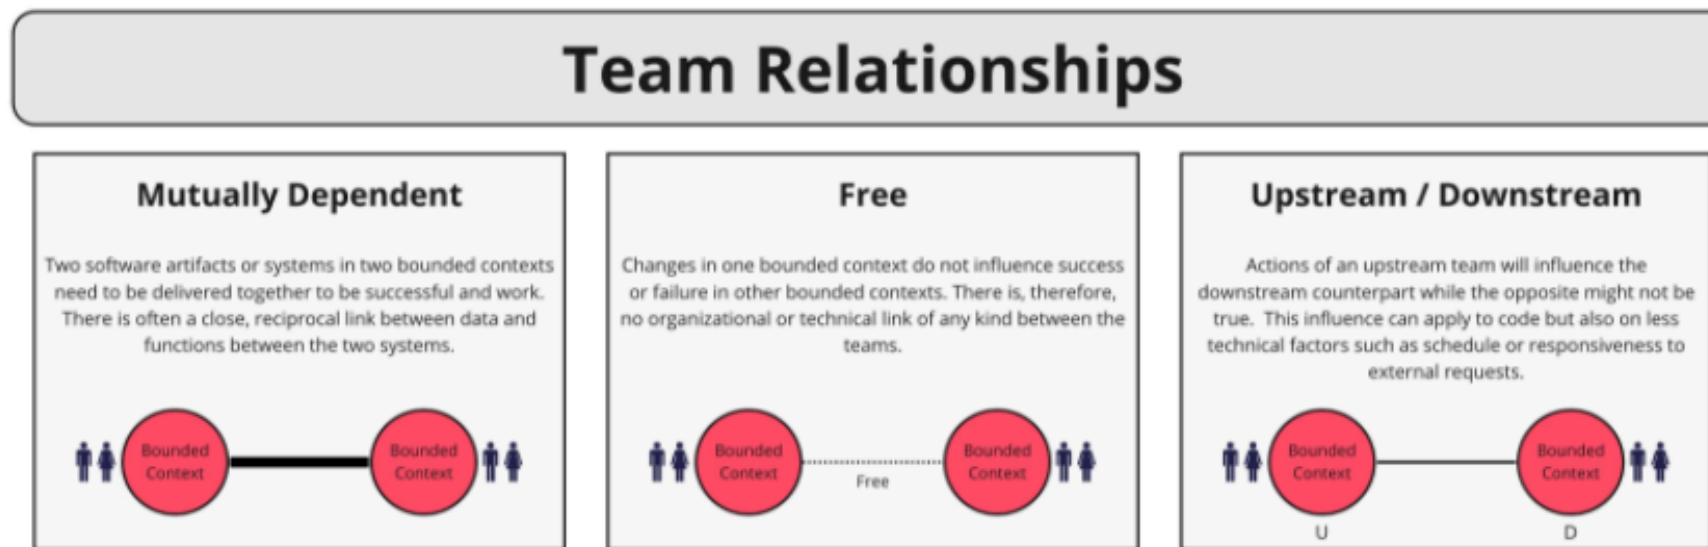 Team Relationships
Mutually Dependent
Two software artifacts or systems in two bounded contexts
need to be delivered together to be successful and work.
There is often a close, reciprocal link between data and
functions between the two systems.
Bounded
Context
Bounded
Context
Free
Changes in one bounded context do not influence success
or failure in other bounded contexts. There is, therefore,
no organizational or technical link of any kind between the
teams.
Bounded
Context
Free
Bounded
Context
Upstream / Downstream
Actions of an upstream team will influence the
downstream counterpart while the opposite might not be
true. This influence can apply to code but also on less
technical factors such as schedule or responsiveness to
external requests.
Bounded
Context
U
Bounded
Context
D